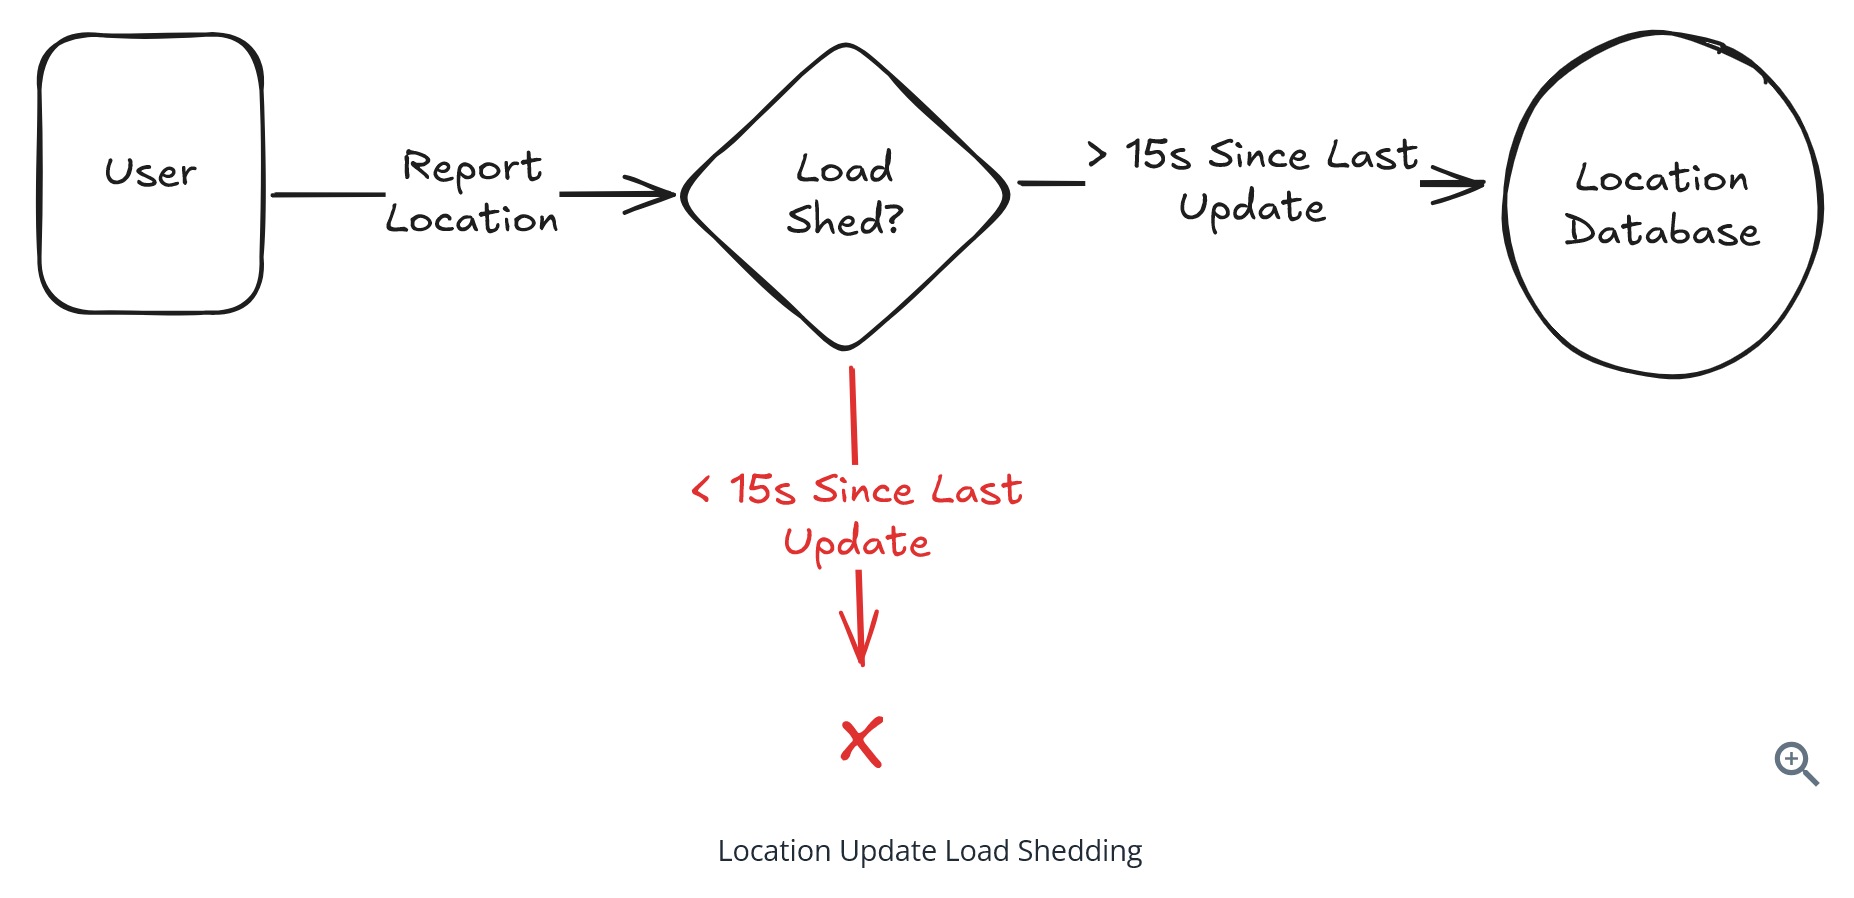 User
Report
Location
Load
Shed?
> 15s Since Last
Update
Location
Database
< 15s Since Last
Update
Location Update Load Shedding